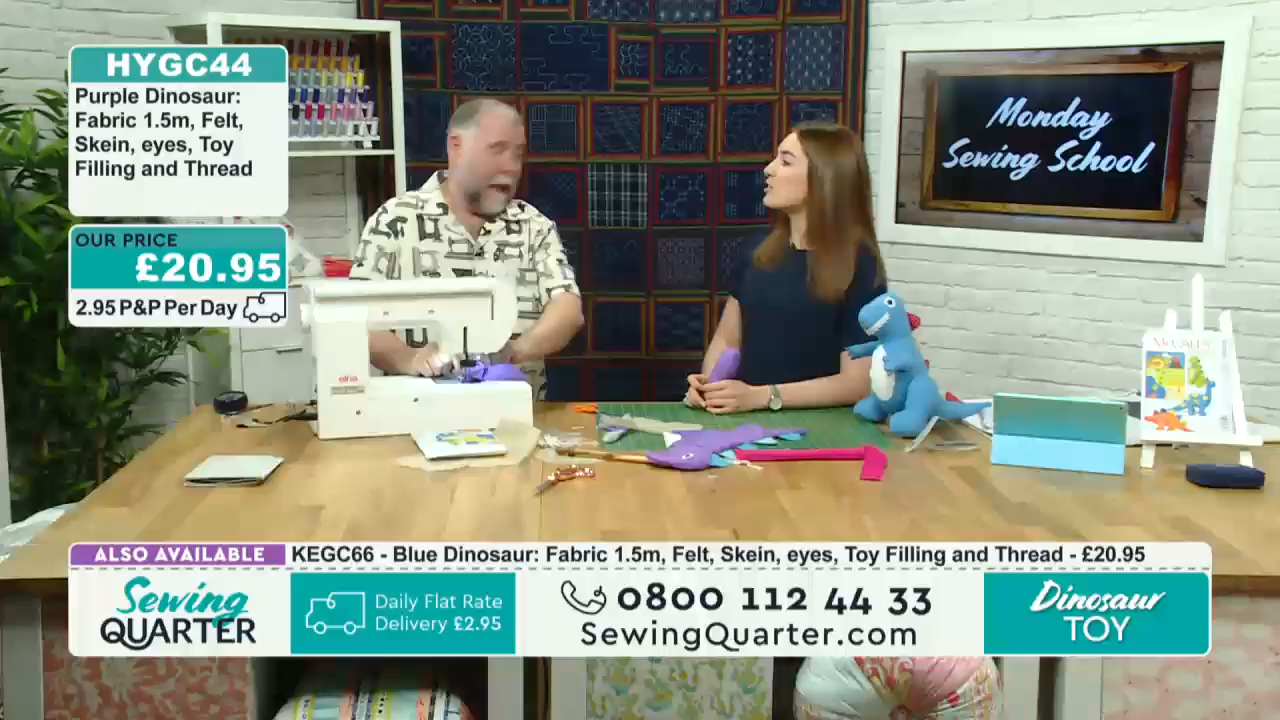 HYGC44
Purple Dinosaur:
Fabric 1.5m, Felt,
Skein, eyes, Toy
Filling and Thread
OUR PRICE
£20.95
2.95 P&P Per Day
Monday
Sewing School
McCALL'S
elna
ALSO AVAILABLE
KEGC66 - Blue Dinosaur: Fabric 1.5m, Felt, Skein, eyes, Toy Filling and Thread - £20.95
Sewing
QUARTER
Daily Flat Rate
Delivery £2.95
0800 112 44 33
SewingQuarter.com
Dinosaur
TOY